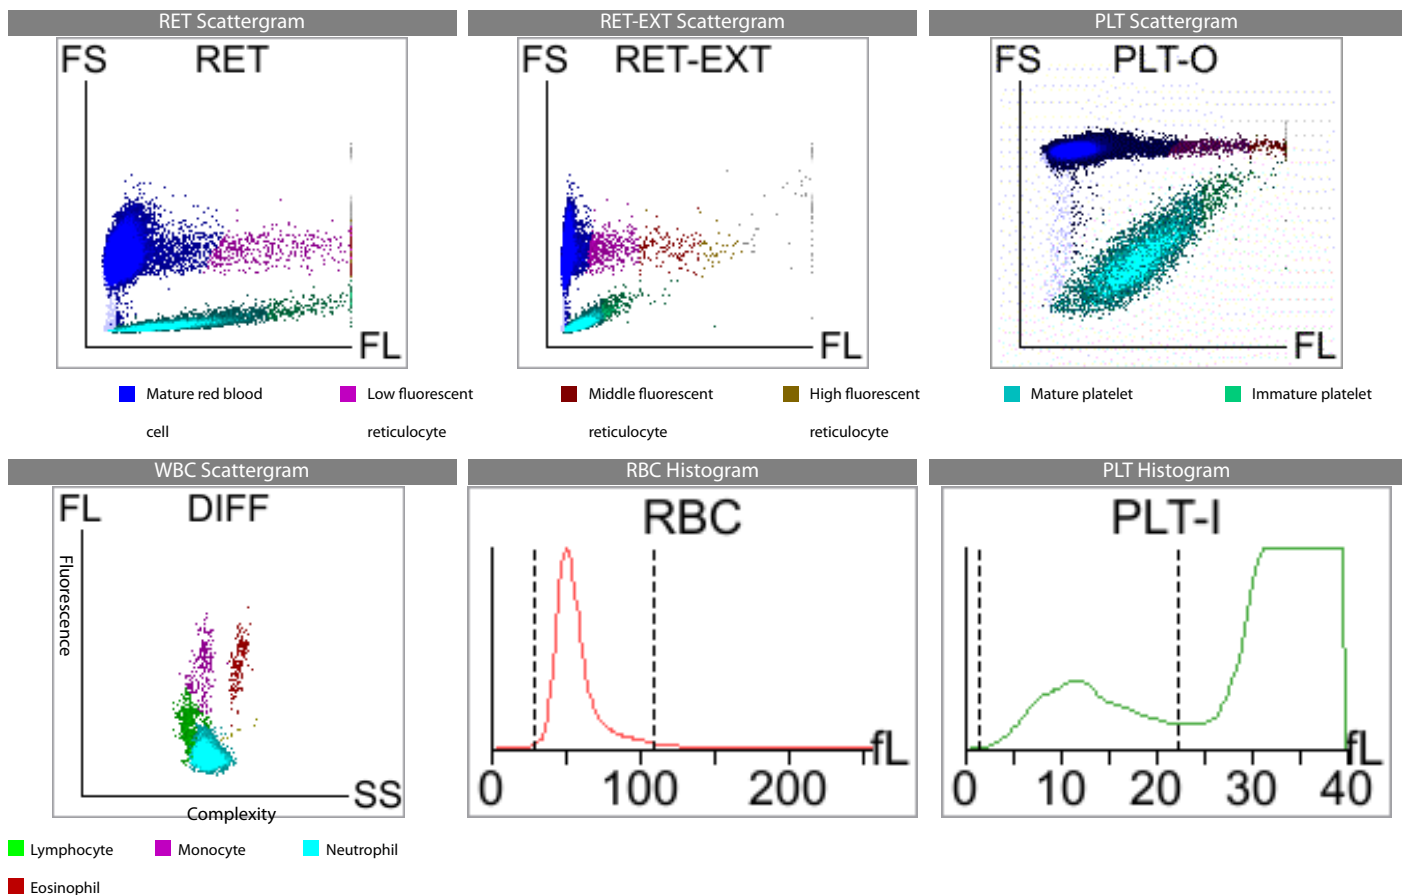 RET Scattergram
RET-EXT Scattergram
PLT Scattergram
FS RET
FL
FS RET-EXT
FL
FS PLT-O
FL
Mature red blood cell
Low fluorescent reticulocyte
Middle fluorescent reticulocyte
High fluorescent reticulocyte
Mature platelet
Immature platelet
WBC Scattergram
RBC Histogram
PLT Histogram
FL DIFF
Fluorescence
SS
Complexity
RBC
fL
0 100 200
PLT-I
fL
0 10 20 30 40
Lymphocyte
Monocyte
Neutrophil
Eosinophil